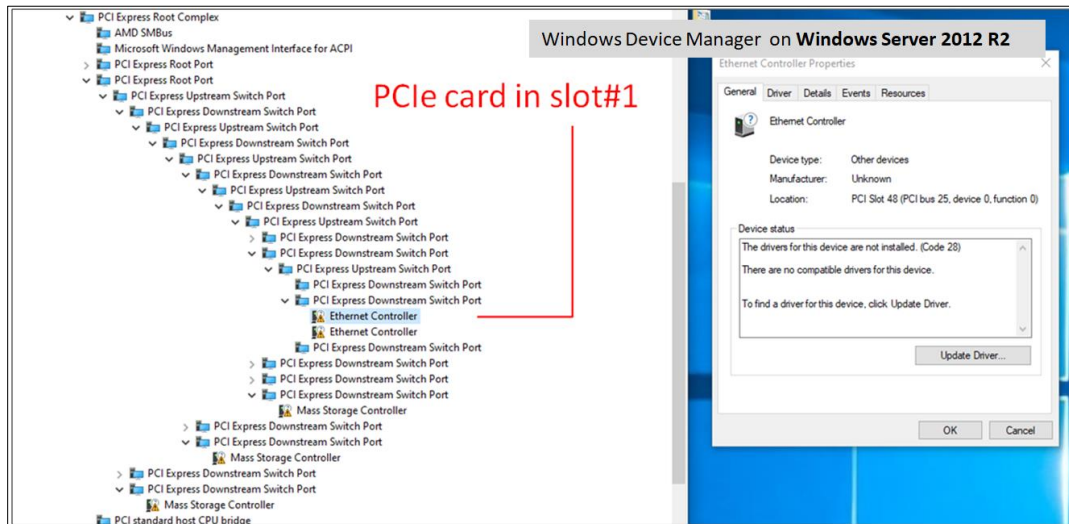 PCI Express Root Complex
AMD SMBus
Microsoft Windows Management Interface for ACPI
PCI Express Root Port
PCI Express Root Port
PCI Express Upstream Switch Port
PCI Express Downstream Switch Port
PCI Express Upstream Switch Port
PCI Express Downstream Switch Port
PCI Express Upstream Switch Port
PCI Express Downstream Switch Port
PCI Express Upstream Switch Port
PCI Express Downstream Switch Port
PCI Express Upstream Switch Port
PCI Express Downstream Switch Port
PCI Express Downstream Switch Port
PCI Express Upstream Switch Port
PCI Express Downstream Switch Port
PCI Express Downstream Switch Port
Ethernet Controller
Ethernet Controller
PCI Express Downstream Switch Port
PCI Express Downstream Switch Port
PCI Express Downstream Switch Port
PCI Express Downstream Switch Port
Mass Storage Controller
PCI Express Downstream Switch Port
PCI Express Downstream Switch Port
Mass Storage Controller
PCI Express Downstream Switch Port
PCI Express Downstream Switch Port
Mass Storage Controller
PCI standard host CPU bridge
PCIe card in slot#1
Windows Device Manager on Windows Server 2012 R2
Ethernet Controller Properties
General Driver Details Events Resources
Ethernet Controller
Device type: Other devices
Manufacturer: Unknown
Location: PCI Slot 48 (PCI bus 25, device 0, function 0)
Device status
The drivers for this device are not installed. (Code 28)
There are no compatible drivers for this device.
To find a driver for this device, click Update Driver.
Update Driver...
OK Cancel